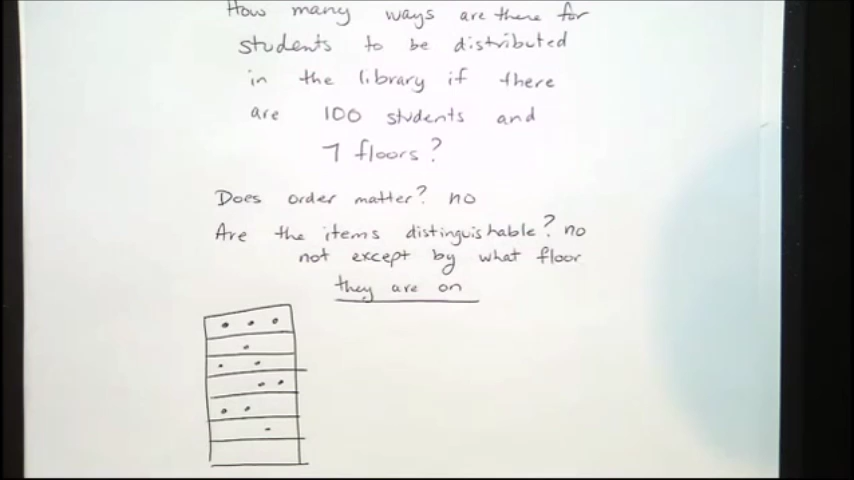 How many ways are there for
students to be distributed
in the library if there
are 100 students and
7 floors?
Does order matter? no
Are the items distinguishable? no
not except by what floor
they are on